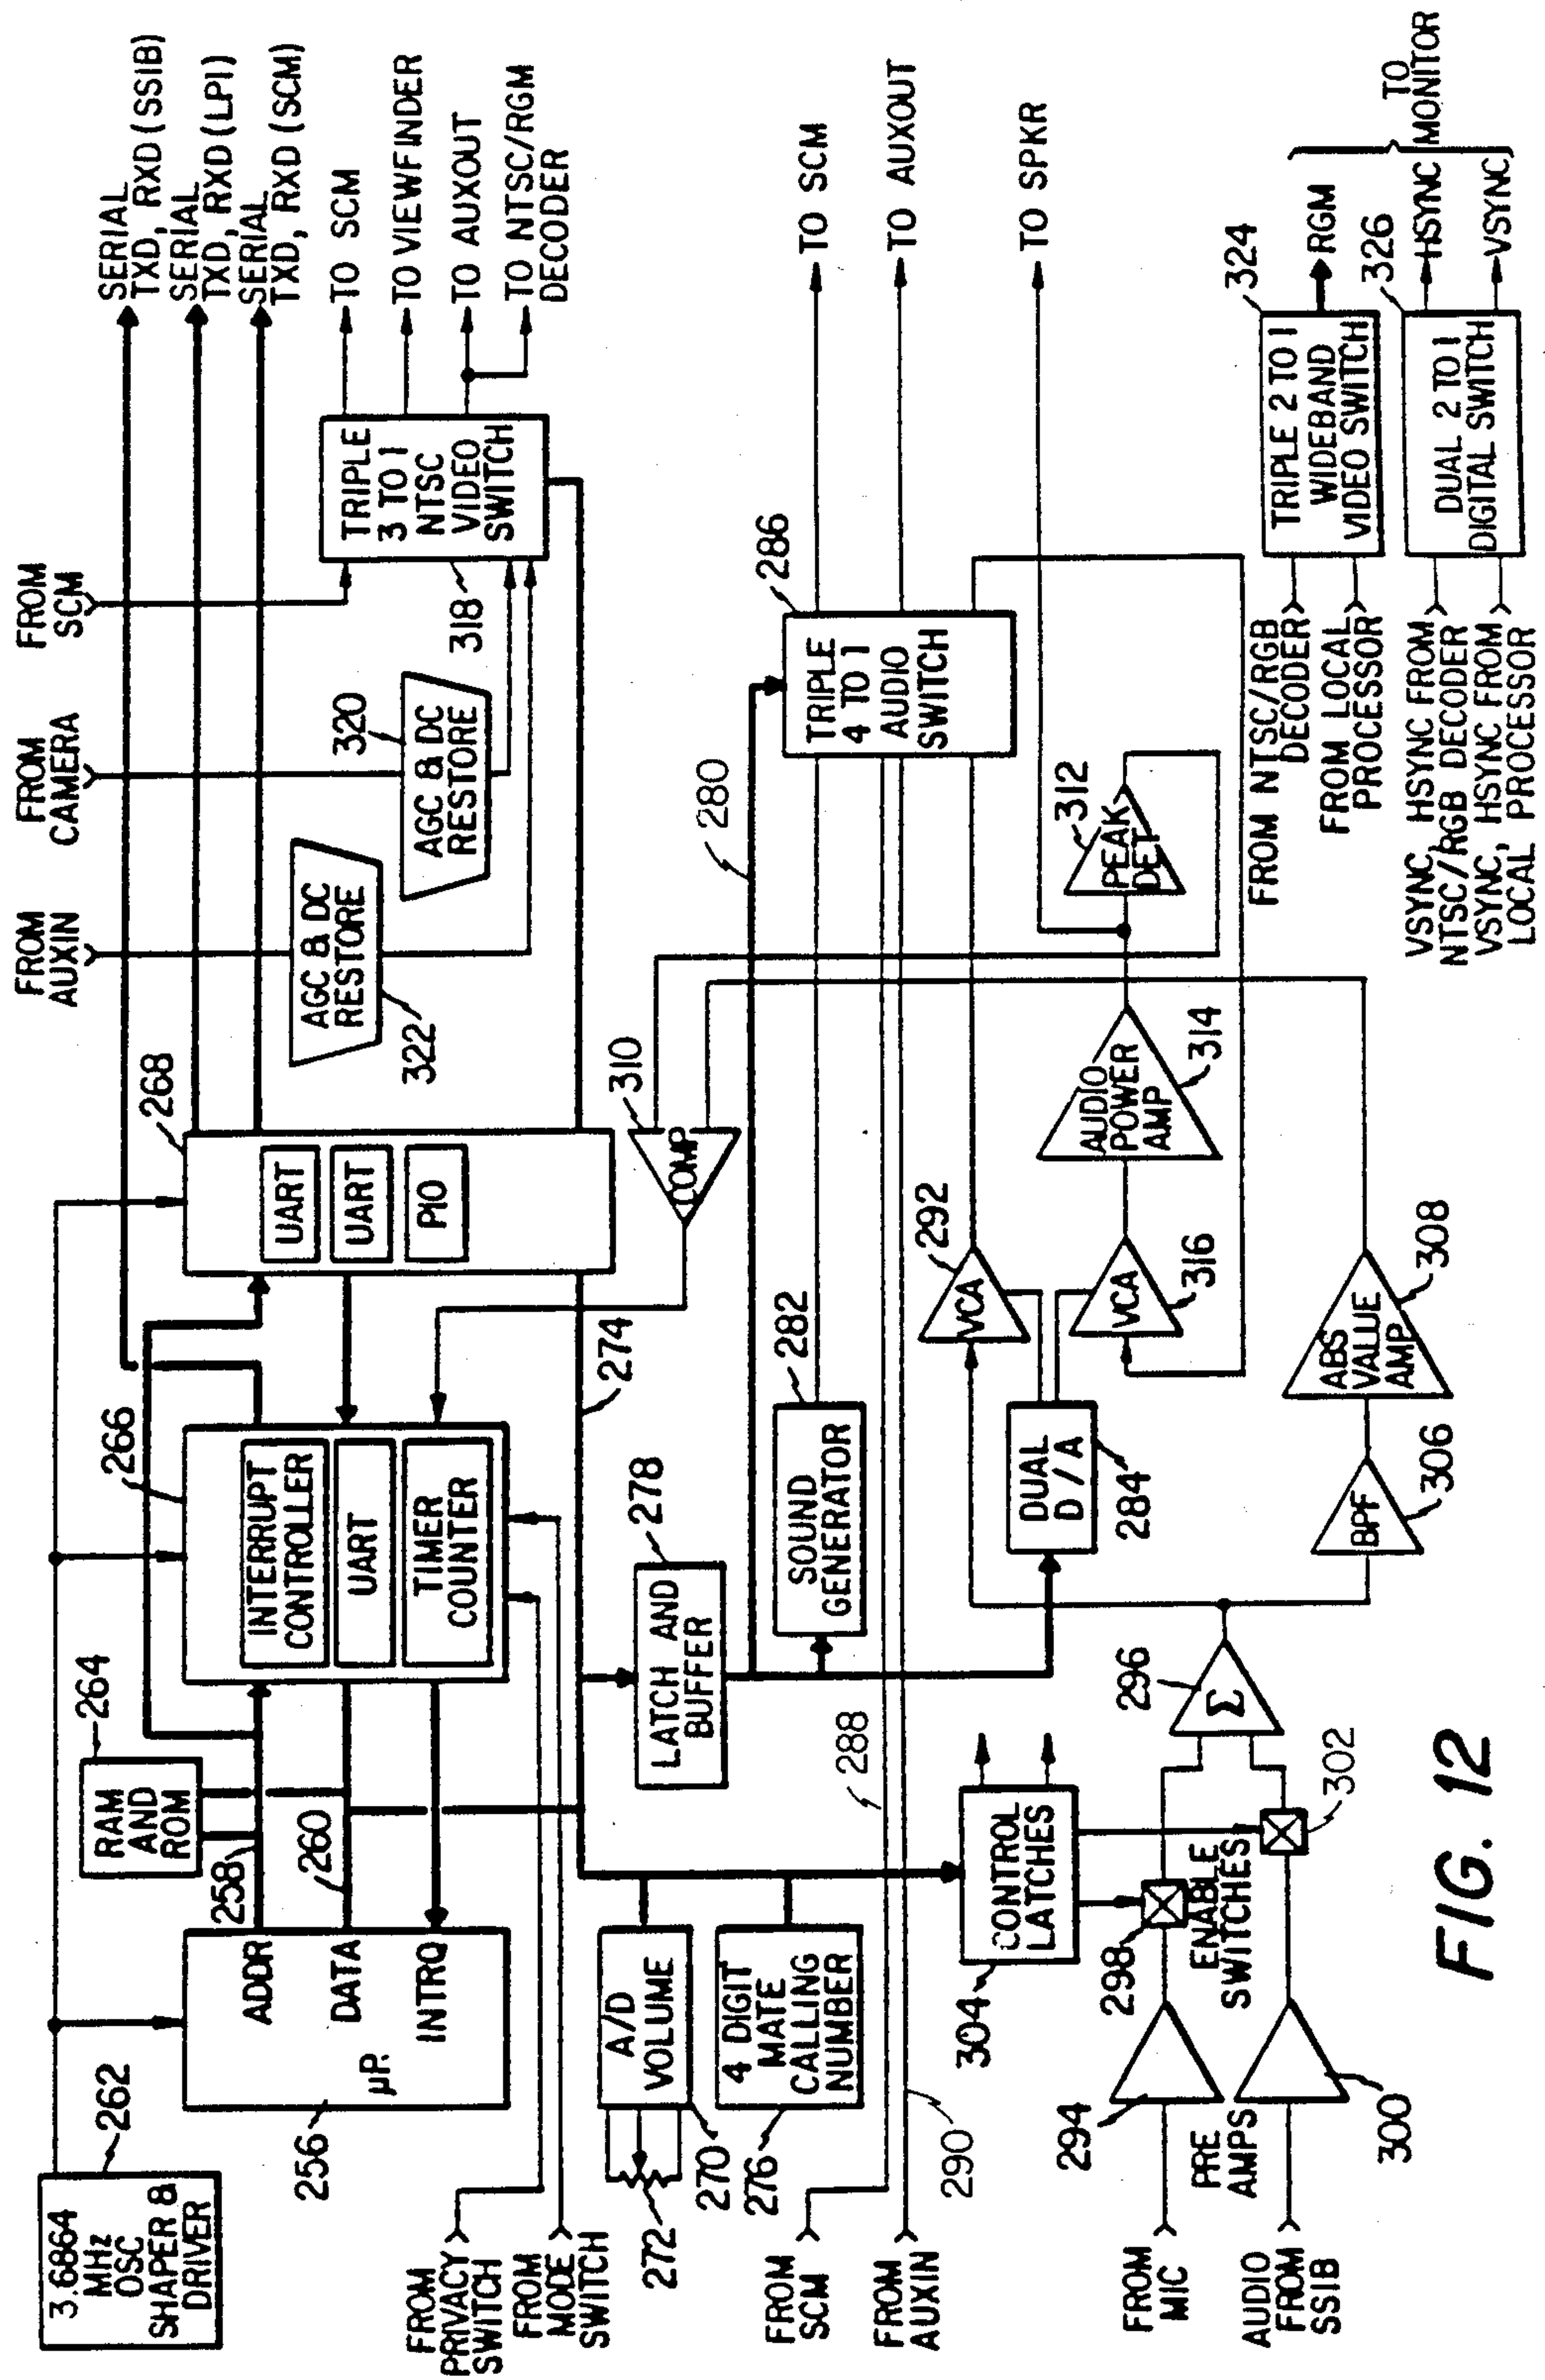 3.6864
MHz
OSC
SHAPER &
DRIVER
262
256
µP.
ADDR
DATA
INTRQ
258
260
RAM AND
ROM
264
266
INTERRUPT
CONTROLLER
UART
TIMER
COUNTER
268
UART
UART
PIO
FROM
AUXIN
FROM
CAMERA
FROM
SCM
AGC & DC
RESTORE
322
AGC & DC
RESTORE
320
TRIPLE
3 TO 1
NTSC
VIDEO
SWITCH
318
SERIAL
TXD, RXD (SSIB)
SERIAL
TXD, RXD (LPI)
SERIAL
TXD, RXD (SCM)
TO SCM
TO VIEWFINDER
TO AUXOUT
TO NTSC/RGM
DECODER
FROM
PRIVACY
SWITCH
FROM
MODE
SWITCH
272
A/D
VOLUME
270
4 DIGIT
MATE
CALLING
NUMBER
276
274
LATCH AND
BUFFER
278
COMP
310
280
SOUND
GENERATOR
282
TRIPLE
4 TO 1
AUDIO
SWITCH
286
TO SCM
TO AUXOUT
TO SPKR
FROM
SCM
288
FROM
AUXIN
290
CONTROL
LATCHES
304
DUAL
D/A
284
VCA
292
VCA
316
AUDIO
POWER
AMP
314
PEAK
DET
312
FROM
MIC
294
PRE
AMPS
298
ENABLE
SWITCHES
302
AUDIO
FROM
SSIB
300
Σ
296
BPF
306
ABS
VALUE
AMP
308
FROM NTSC/RGB
DECODER
FROM LOCAL
PROCESSOR
TRIPLE 2 TO 1
WIDEBAND
VIDEO SWITCH
324
RGM
VSYNC, HSYNC FROM
NTSC/RGB DECODER
VSYNC, HSYNC FROM
LOCAL PROCESSOR
DUAL 2 TO 1
DIGITAL SWITCH
326
HSYNC
VSYNC
TO
MONITOR
FIG. 12